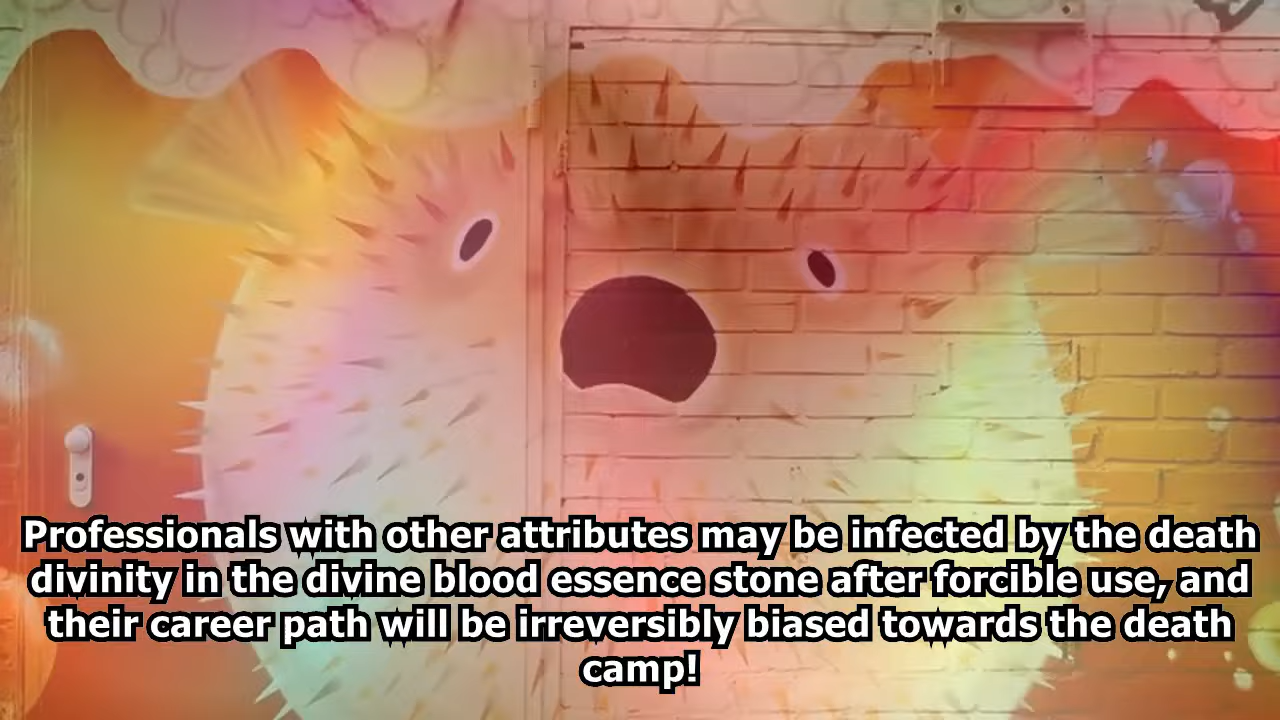 Professionals with other attributes may be infected by the death
divinity in the divine blood essence stone after forcible use, and
their career path will be irreversibly biased towards the death
camp!